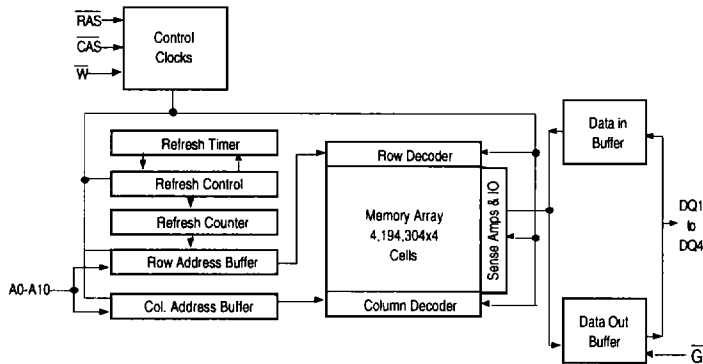 R̅A̅S̅
C̅A̅S̅
W̅
Control
Clocks
Refresh Timer
Refresh Control
Refresh Counter
Row Address Buffer
A0-A10
Col. Address Buffer
Row Decoder
Memory Array
4,194,304x4
Cells
Column Decoder
Sense Amps & IO
Data in
Buffer
DQ1
to
DQ4
Data Out
Buffer
G̅